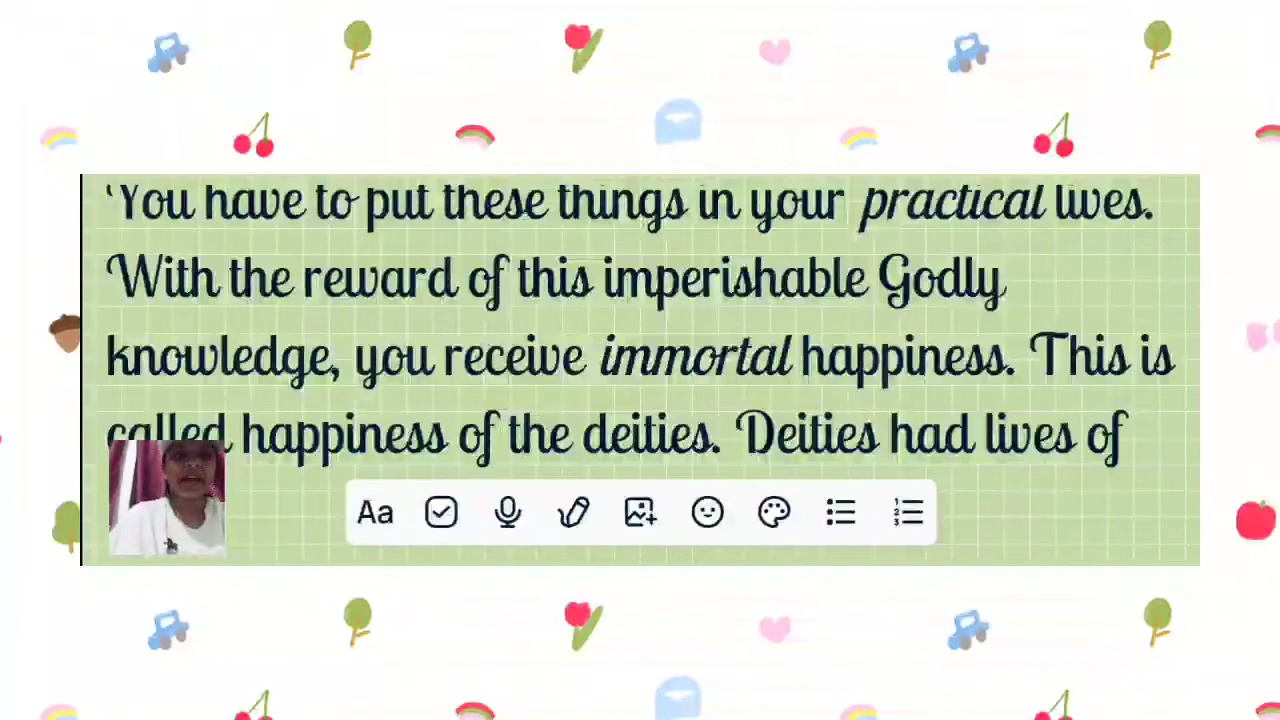 You have to put these things in your practical lives.
With the reward of this imperishable Godly
knowledge, you receive immortal happiness. This is
called happiness of the deities. Deities had lives of
Aa